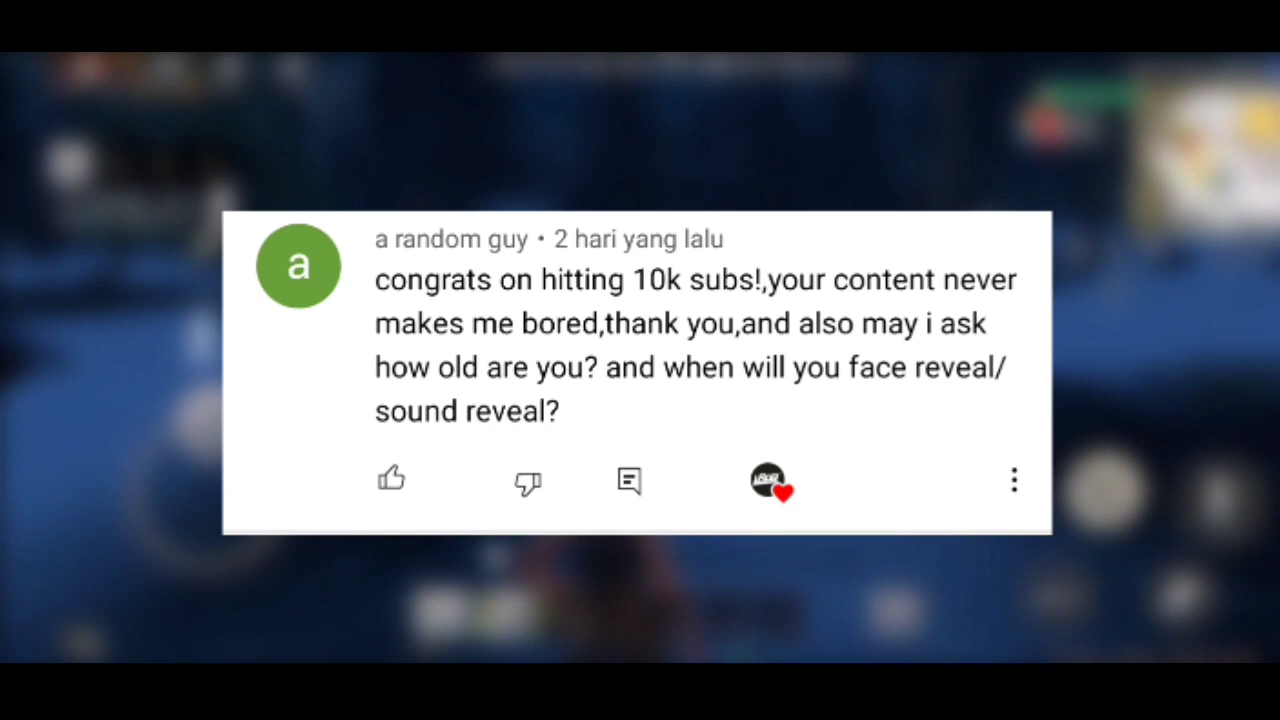 a
a random guy • 2 hari yang lalu
congrats on hitting 10k subs!,your content never
makes me bored,thank you,and also may i ask
how old are you? and when will you face reveal/
sound reveal?